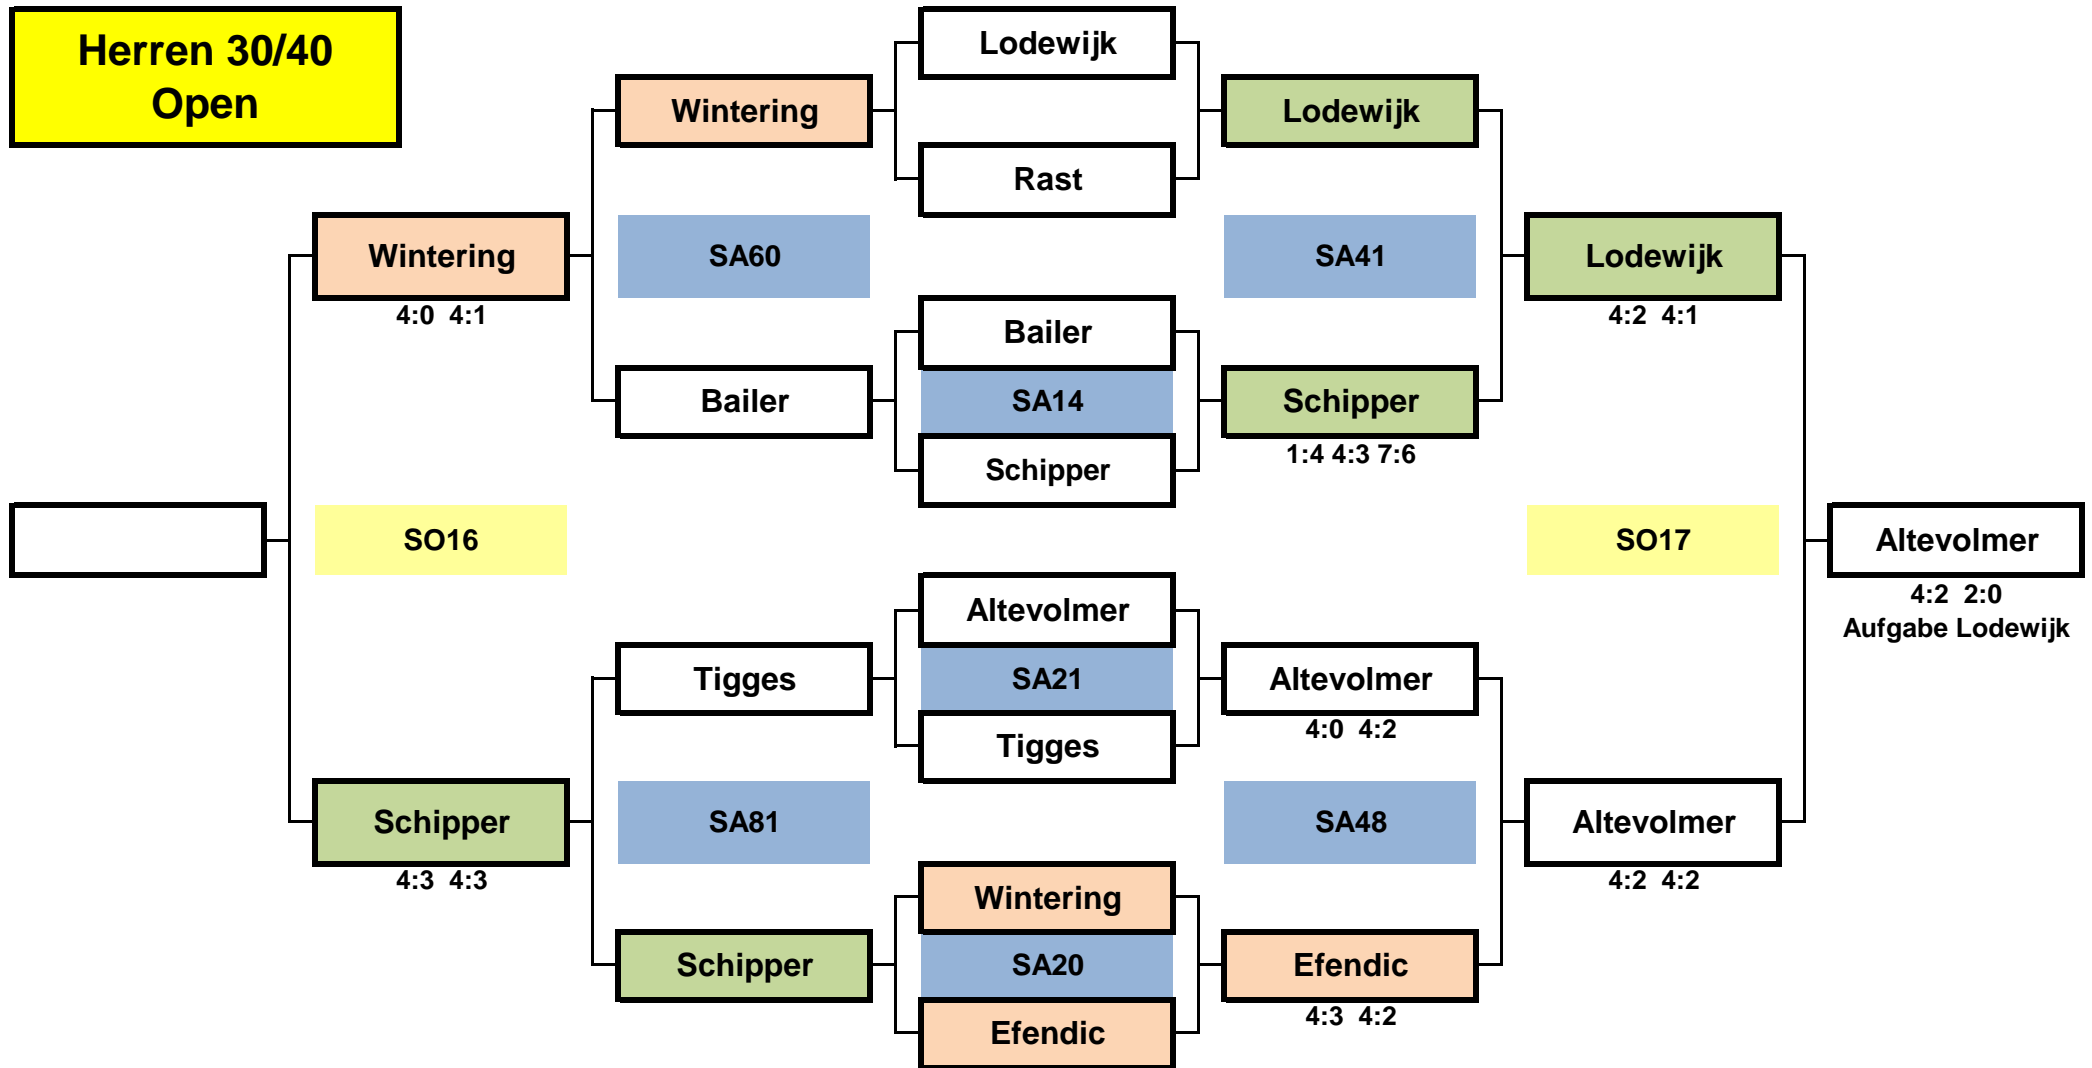 Herren 30/40
Open
Lodewijk
Wintering
Lodewijk
Rast
Wintering
SA60
SA41
Lodewijk
4:0 4:1
4:2 4:1
Bailer
Bailer
SA14
Schipper
1:4 4:3 7:6
Schipper
SO16
SO17
Altevolmer
4:2 2:0
Aufgabe Lodewijk
Altevolmer
Tigges
SA21
Altevolmer
4:0 4:2
Tigges
Schipper
SA81
SA48
Altevolmer
4:3 4:3
4:2 4:2
Wintering
Schipper
SA20
Efendic
4:3 4:2
Efendic